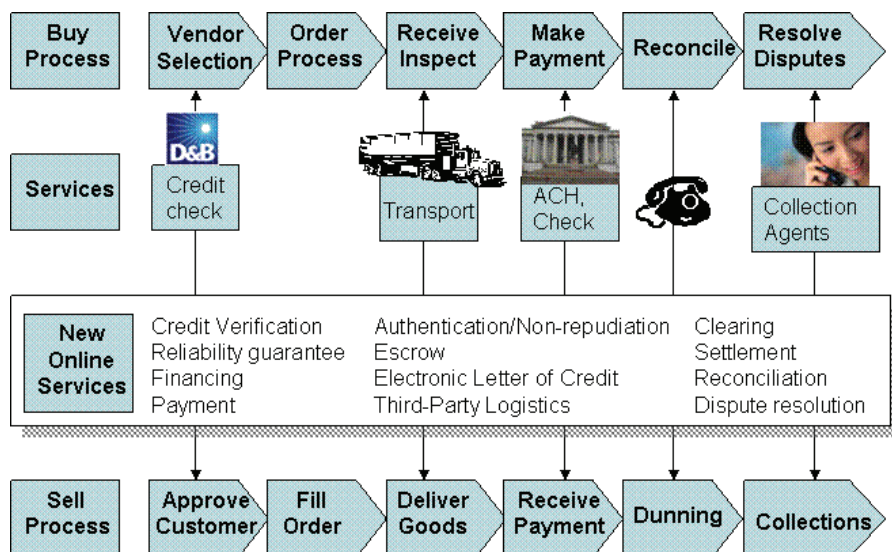 Buy
Process
Vendor
Selection
Order
Process
Receive
Inspect
Make
Payment
Reconcile
Resolve
Disputes
D&B
Services
Credit
check
Transport
ACH,
Check
Collection
Agents
New
Online
Services
Credit Verification
Reliability guarantee
Financing
Payment
Authentication/Non-repudiation
Escrow
Electronic Letter of Credit
Third-Party Logistics
Clearing
Settlement
Reconciliation
Dispute resolution
Sell
Process
Approve
Customer
Fill
Order
Deliver
Goods
Receive
Payment
Dunning
Collections